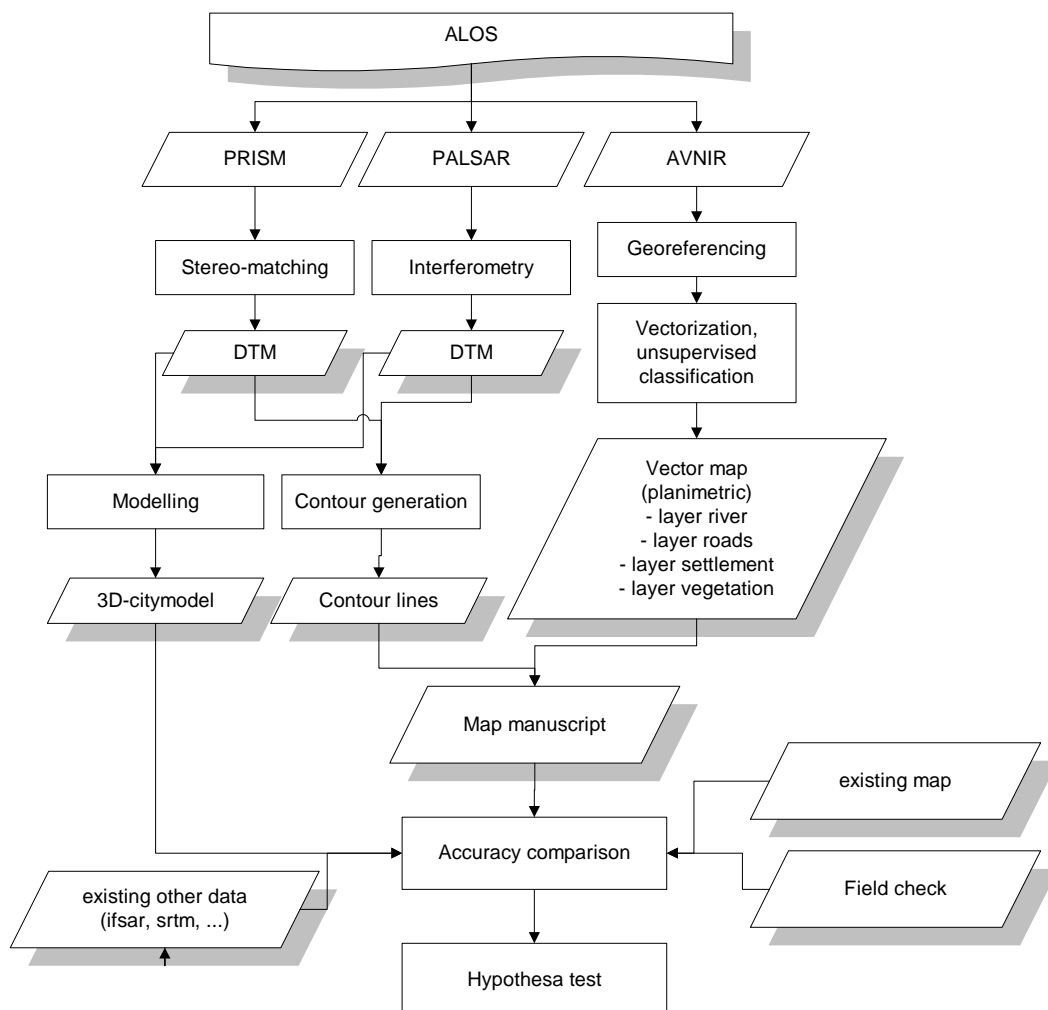 ALOS
PRISM
PALSAR
AVNIR
Stereo-matching
Interferometry
Georeferencing
DTM
DTM
Vectorization,
unsupervised
classification
Modelling
Contour generation
Vector map
(planimetric)
- layer river
- layer roads
- layer settlement
- layer vegetation
3D-citymodel
Contour lines
Map manuscript
existing map
Accuracy comparison
Field check
existing other data
(ifsar, srtm, ...)
Hypothesa test